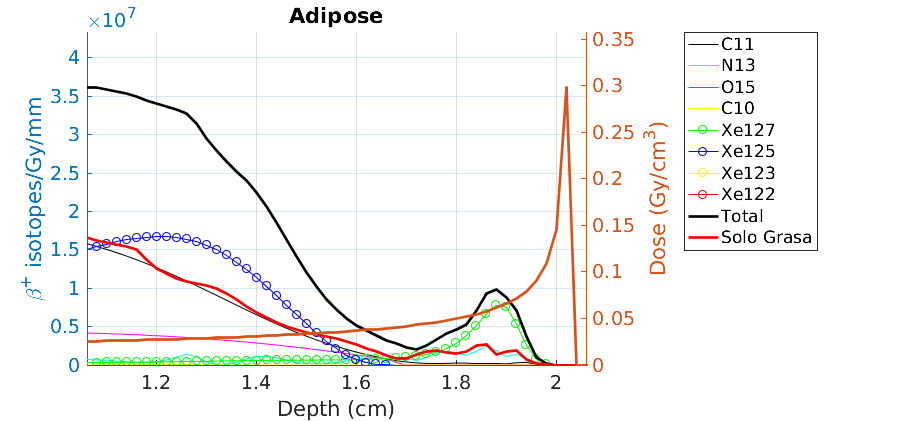 Adipose
×10⁷
β⁺ isotopes/Gy/mm
4
3.5
3
2.5
2
1.5
1
0.5
0
0.35
0.3
0.25
0.2
0.15
0.1
0.05
0
Dose (Gy/cm³)
1.2 1.4 1.6 1.8 2
Depth (cm)
C11
N13
O15
C10
Xe127
Xe125
Xe123
Xe122
Total
Solo Grasa